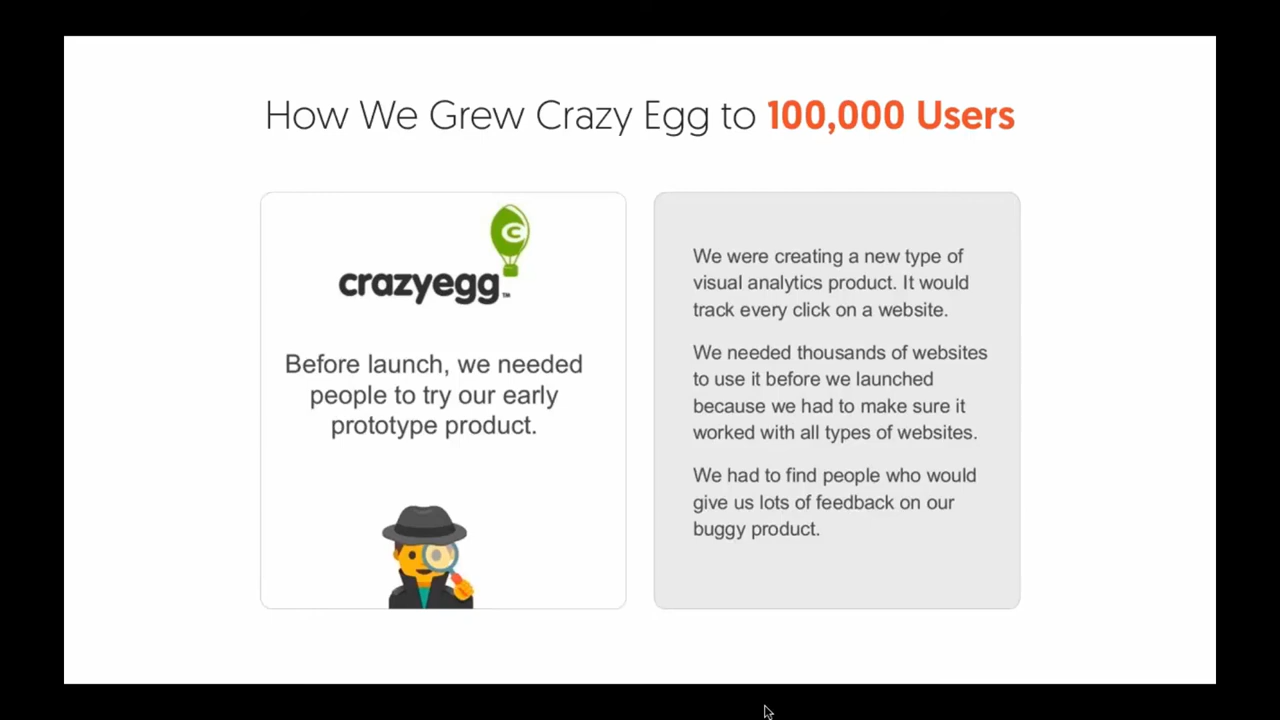 How We Grew Crazy Egg to 100,000 Users
crazyegg™
Before launch, we needed
people to try our early
prototype product.
We were creating a new type of
visual analytics product. It would
track every click on a website.
We needed thousands of websites
to use it before we launched
because we had to make sure it
worked with all types of websites.
We had to find people who would
give us lots of feedback on our
buggy product.